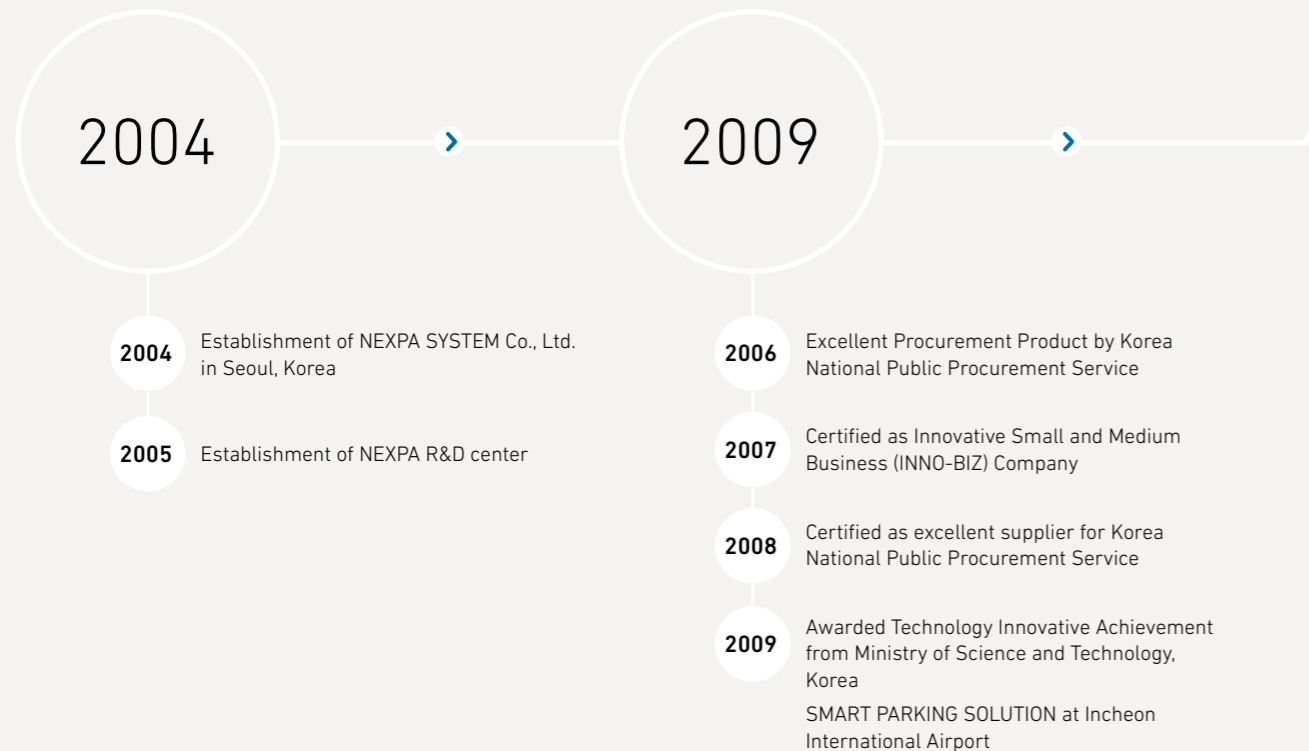 2004
2009
2004
Establishment of NEXPA SYSTEM Co., Ltd.
in Seoul, Korea
2005
Establishment of NEXPA R&D center
2006
Excellent Procurement Product by Korea
National Public Procurement Service
2007
Certified as Innovative Small and Medium
Business (INNO-BIZ) Company
2008
Certified as excellent supplier for Korea
National Public Procurement Service
2009
Awarded Technology Innovative Achievement
from Ministry of Science and Technology,
Korea
SMART PARKING SOLUTION at Incheon
International Airport